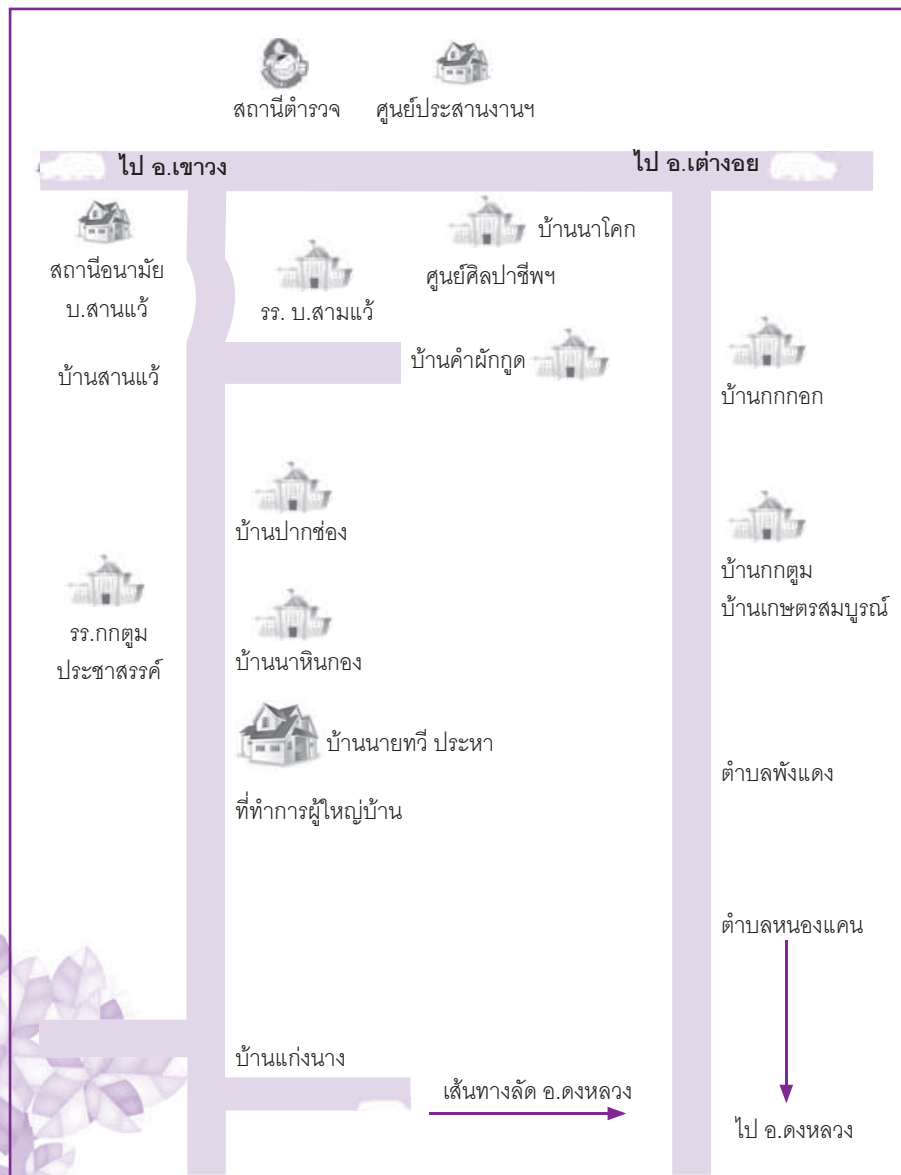 สถานีตำรวจ
ศูนย์ประสานงานฯ
ไป อ.เขาวง
ไป อ.เต่างอย
สถานีอนามัย
บ.สานแว้
บ้านสานแว้
รร. บ.สามแว้
บ้านนาโคก
ศูนย์ศิลปาชีพฯ
บ้านคำผักกูด
บ้านกกกอก
บ้านปากช่อง
บ้านกกตูม
บ้านเกษตรสมบูรณ์
รร.กกตูม
ประชาสรรค์
บ้านนาหินกอง
บ้านนายทวี ประหา
ที่ทำการผู้ใหญ่บ้าน
ตำบลพังแดง
ตำบลหนองแคน
บ้านแก่งนาง
เส้นทางลัด อ.ดงหลวง
ไป อ.ดงหลวง